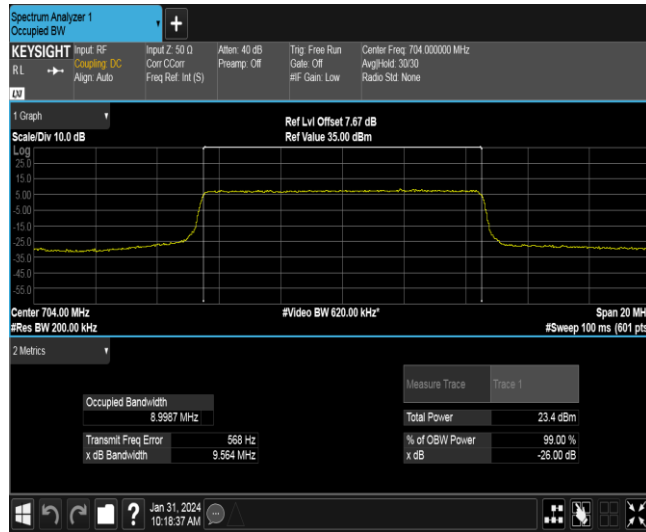 Spectrum Analyzer 1
Occupied BW
+
KEYSIGHT Input: RF Input Z: 50 Ω Atten: 40 dB Trig: Free Run Center Freq: 704.000000 MHz
RL Coupling: DC Corr CCorr Preamp: Off Gate: Off Avg|Hold: 30/30
Align: Auto Freq Ref: Int (S) #IF Gain: Low Radio Std: None
LXI
1 Graph Ref Lvl Offset 7.67 dB
Scale/Div 10.0 dB Ref Value 35.00 dBm
Log
25.0
15.0
5.00
-5.00
-15.0
-25.0
-35.0
-45.0
-55.0
Center 704.00 MHz #Video BW 620.00 kHz* Span 20 MH
#Res BW 200.00 kHz #Sweep 100 ms (601 pts
2 Metrics
Measure Trace Trace 1
Occupied Bandwidth
8.9987 MHz Total Power 23.4 dBm
Transmit Freq Error 568 Hz % of OBW Power 99.00 %
x dB Bandwidth 9.564 MHz x dB -26.00 dB
? Jan 31, 2024
10:18:37 AM